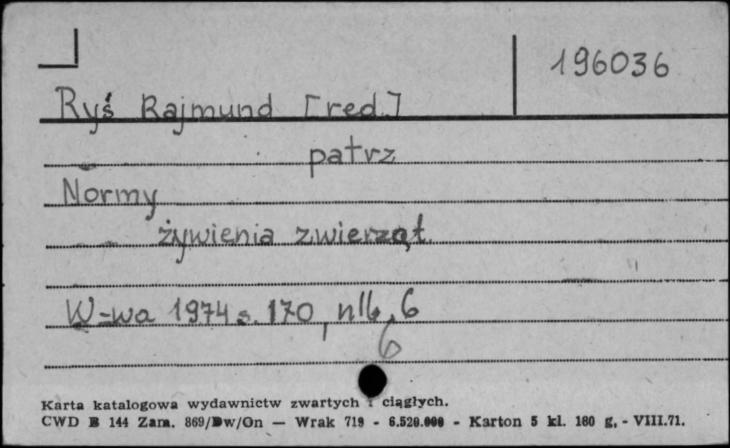 196036
Ryś Rajmund [red.]
patrz
Normy
żywienia zwierząt.
W-wa 1974 s. 170, nlb, 6
6
Karta katalogowa wydawnictw zwartych i ciągłych.
CWD B 144 Zam. 869/Dw/On — Wrak 719 - 6.520.000 - Karton 5 kl. 180 g, - VIII.71.